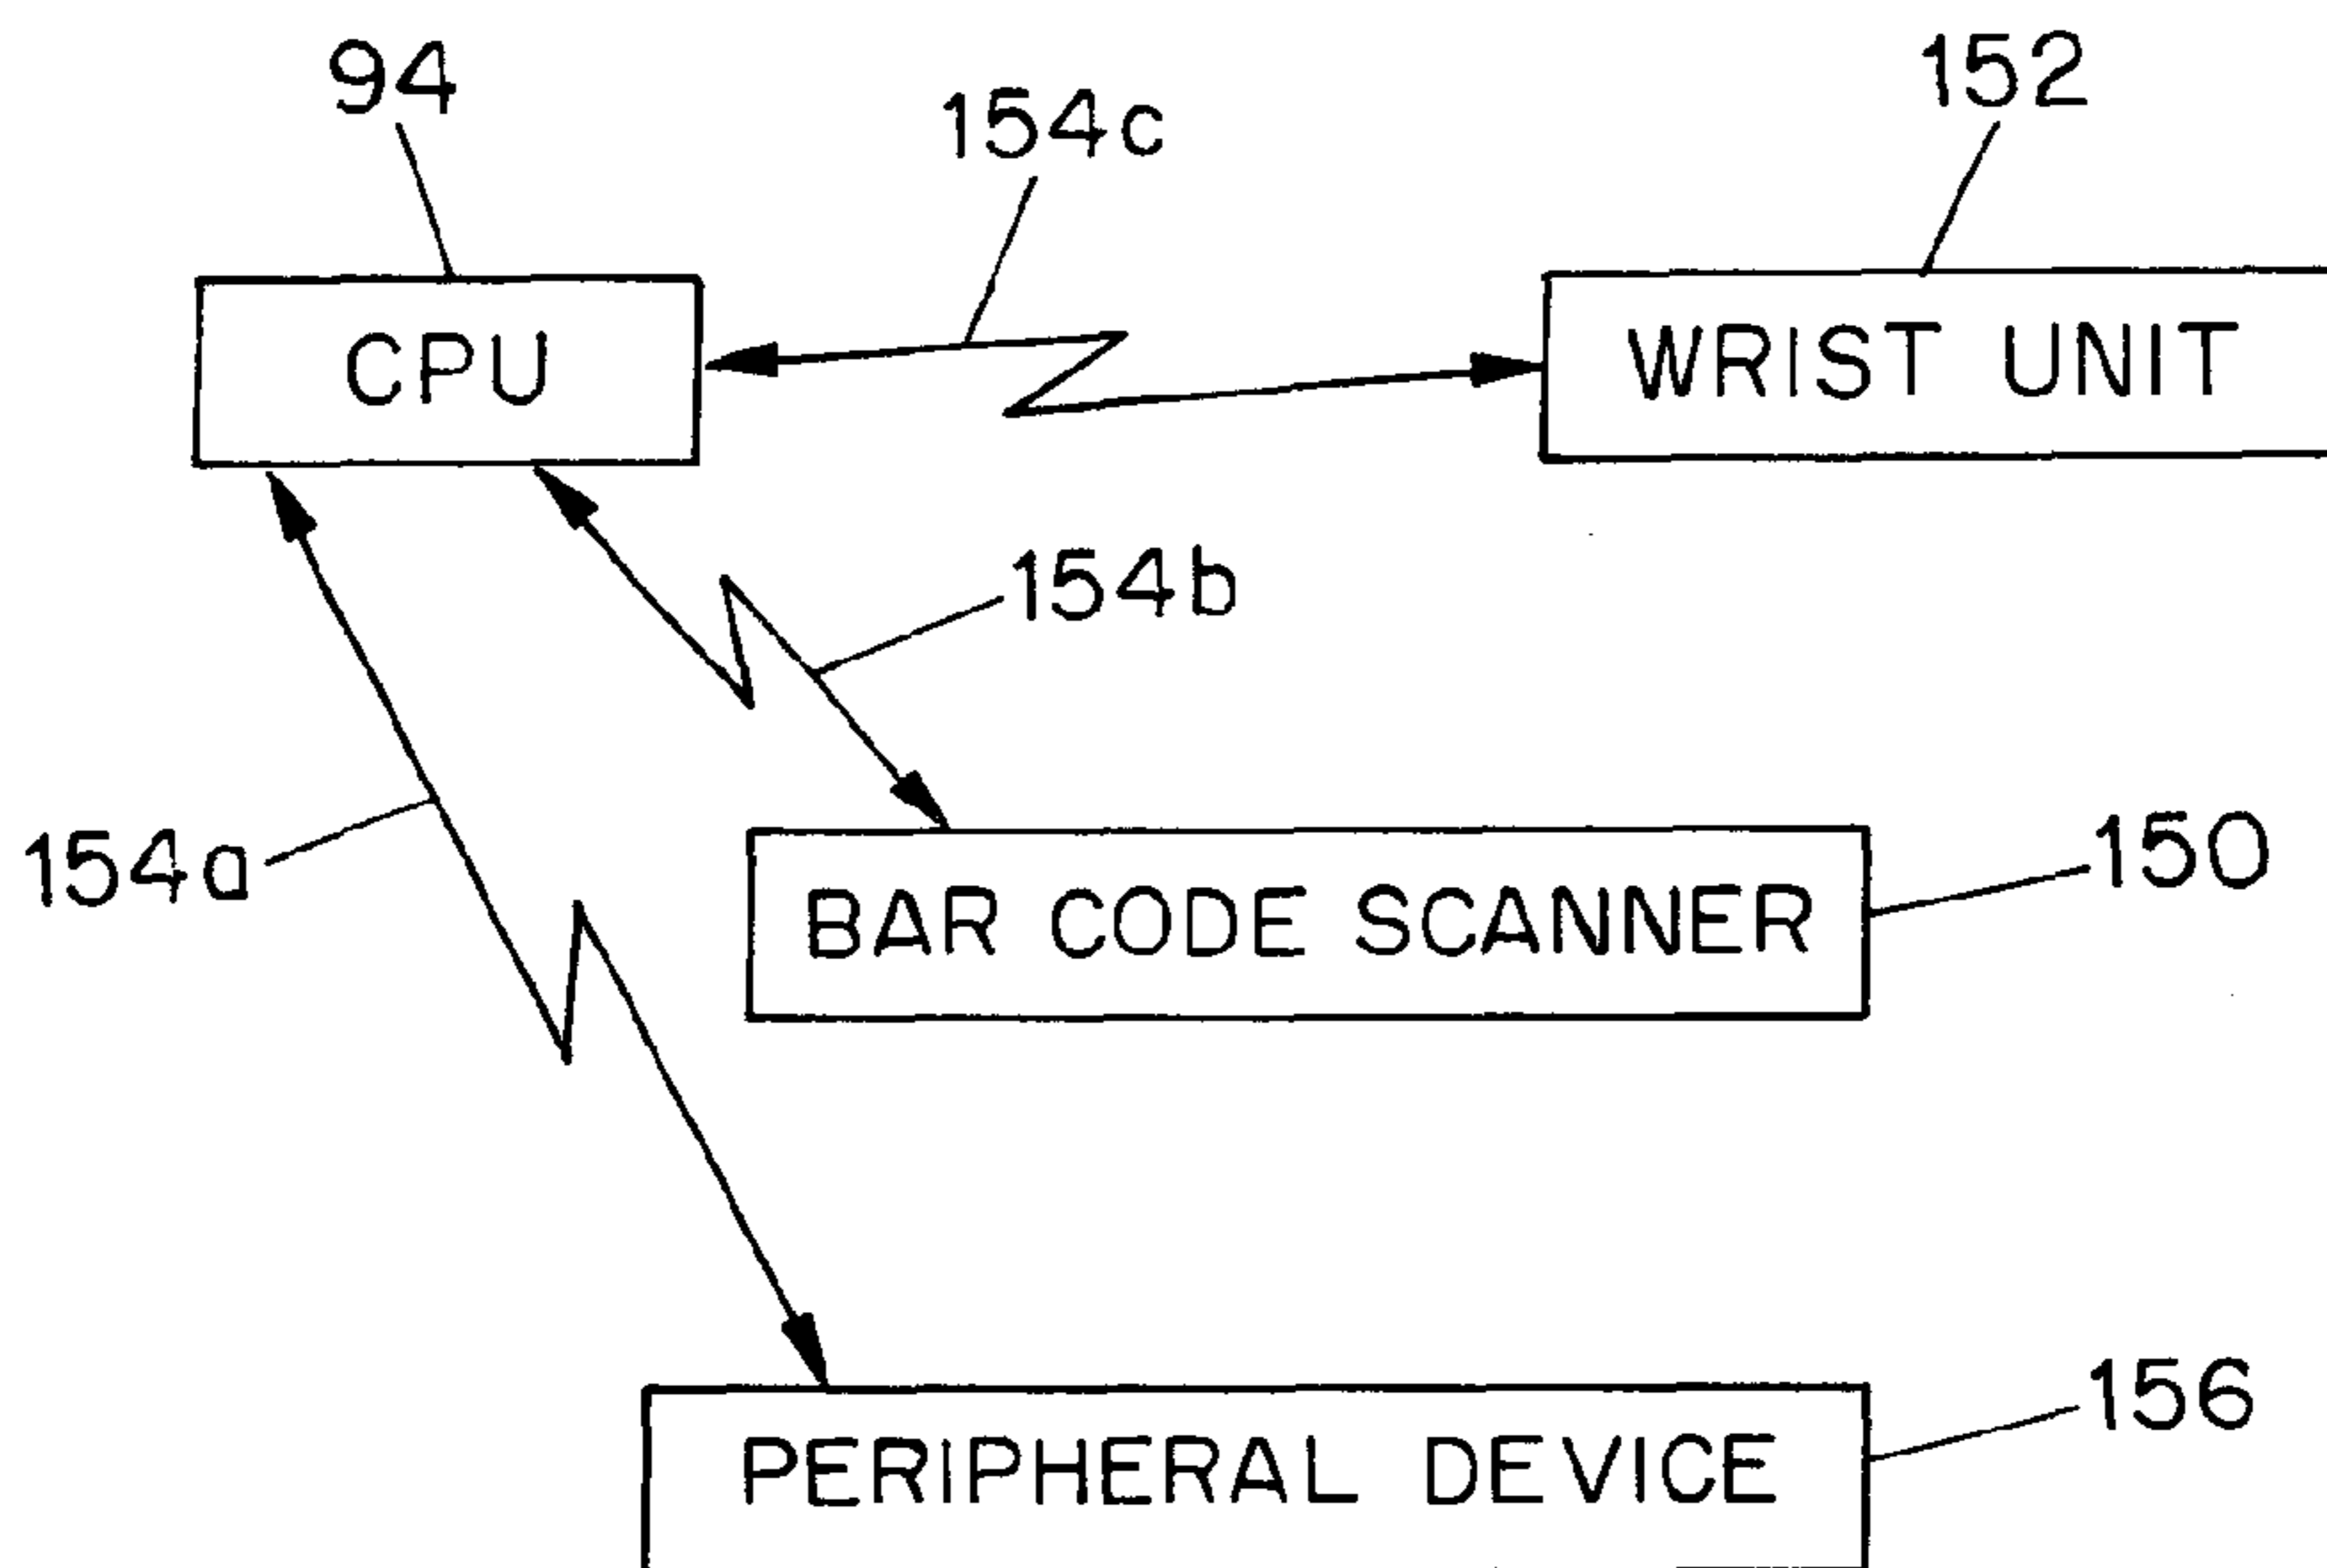 94
154c
152
CPU
WRIST UNIT
154b
154a
BAR CODE SCANNER
150
PERIPHERAL DEVICE
156